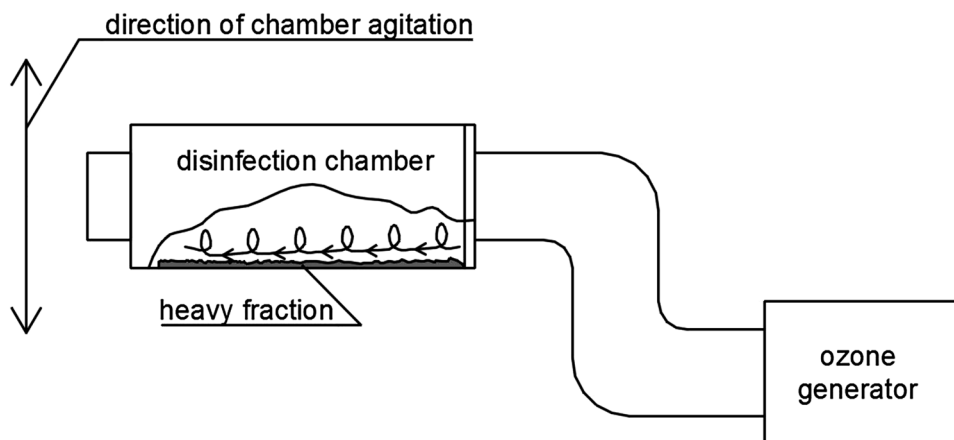 direction of chamber agitation
disinfection chamber
heavy fraction
ozone
generator